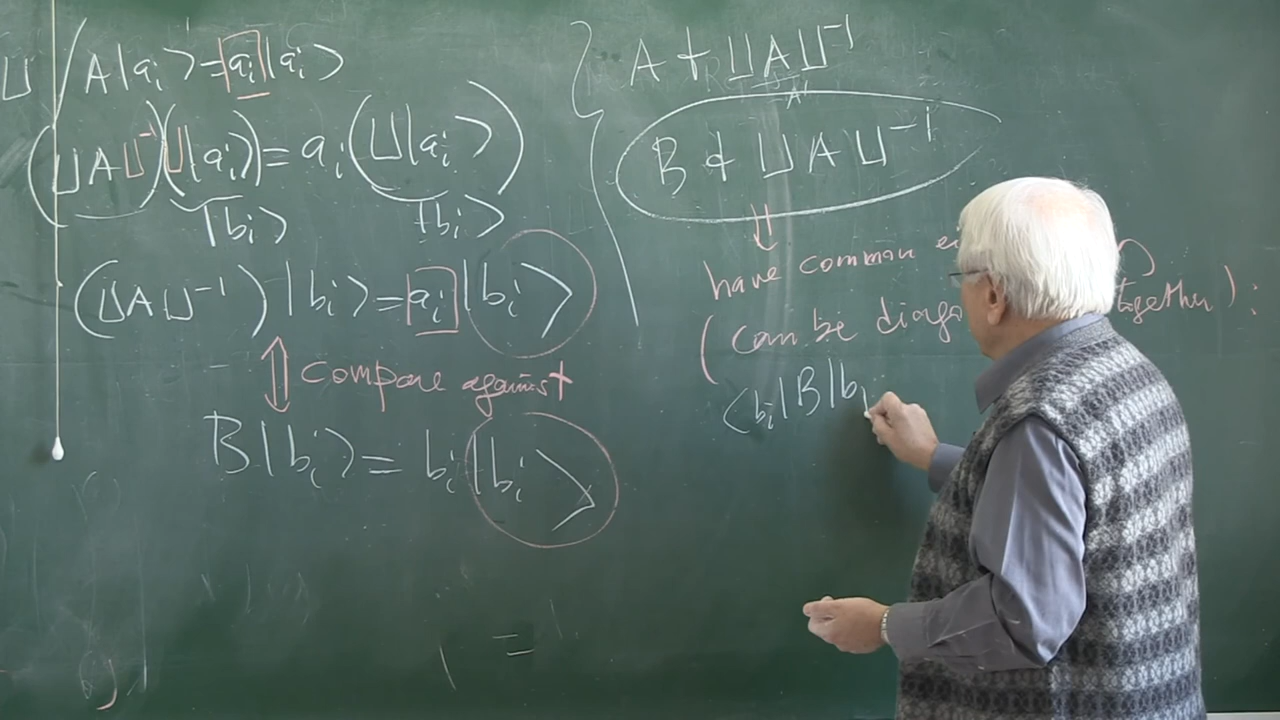 U / A|aᵢ⟩ = aᵢ|aᵢ⟩
(UAU⁻¹)(U|aᵢ⟩) = aᵢ(U|aᵢ⟩)
|bᵢ⟩ |bᵢ⟩
(UAU⁻¹)|bᵢ⟩ = aᵢ|bᵢ⟩
⇕ compare against
B|bᵢ⟩ = bᵢ|bᵢ⟩
=
A & UAU⁻¹
A'
B & UAU⁻¹
⇓
have common
(can be together):
⟨bᵢ|B|b